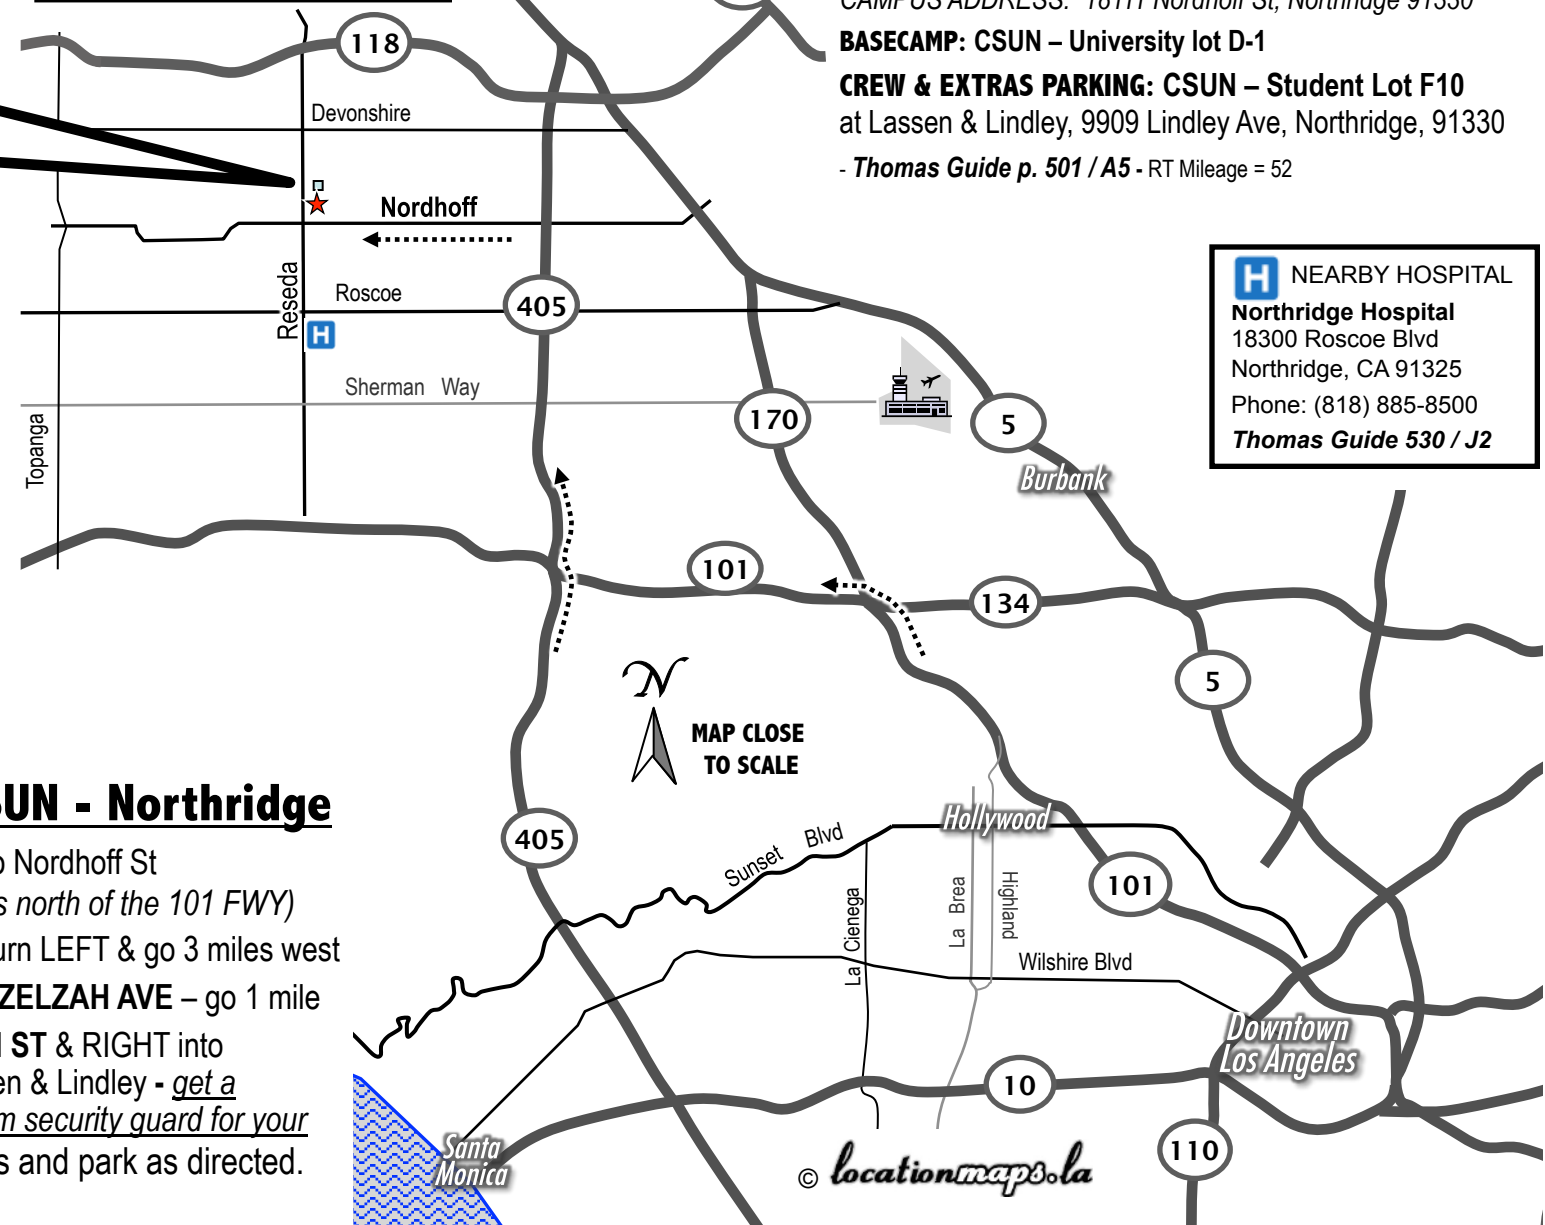 CAMPUS ADDRESS: 18111 Nordhoff St, Northridge 91330
BASECAMP: CSUN – University lot D-1
CREW & EXTRAS PARKING: CSUN – Student Lot F10
at Lassen & Lindley, 9909 Lindley Ave, Northridge, 91330
- Thomas Guide p. 501 / A5 - RT Mileage = 52
118
Devonshire
Nordhoff
Reseda
Roscoe
405
H
Sherman Way
Topanga
170
5
Burbank
H NEARBY HOSPITAL
Northridge Hospital
18300 Roscoe Blvd
Northridge, CA 91325
Phone: (818) 885-8500
Thomas Guide 530 / J2
101
134
5
N
MAP CLOSE
TO SCALE
SUN - Northridge
Nordhoff St
north of the 101 FWY)
urn LEFT & go 3 miles west
ZELZAH AVE – go 1 mile
ST & RIGHT into
en & Lindley - get a
m security guard for your
s and park as directed.
405
Hollywood
Sunset Blvd
La Cienega
La Brea
Highland
101
Wilshire Blvd
Downtown
Los Angeles
10
110
Santa
Monica
© locationmaps.la